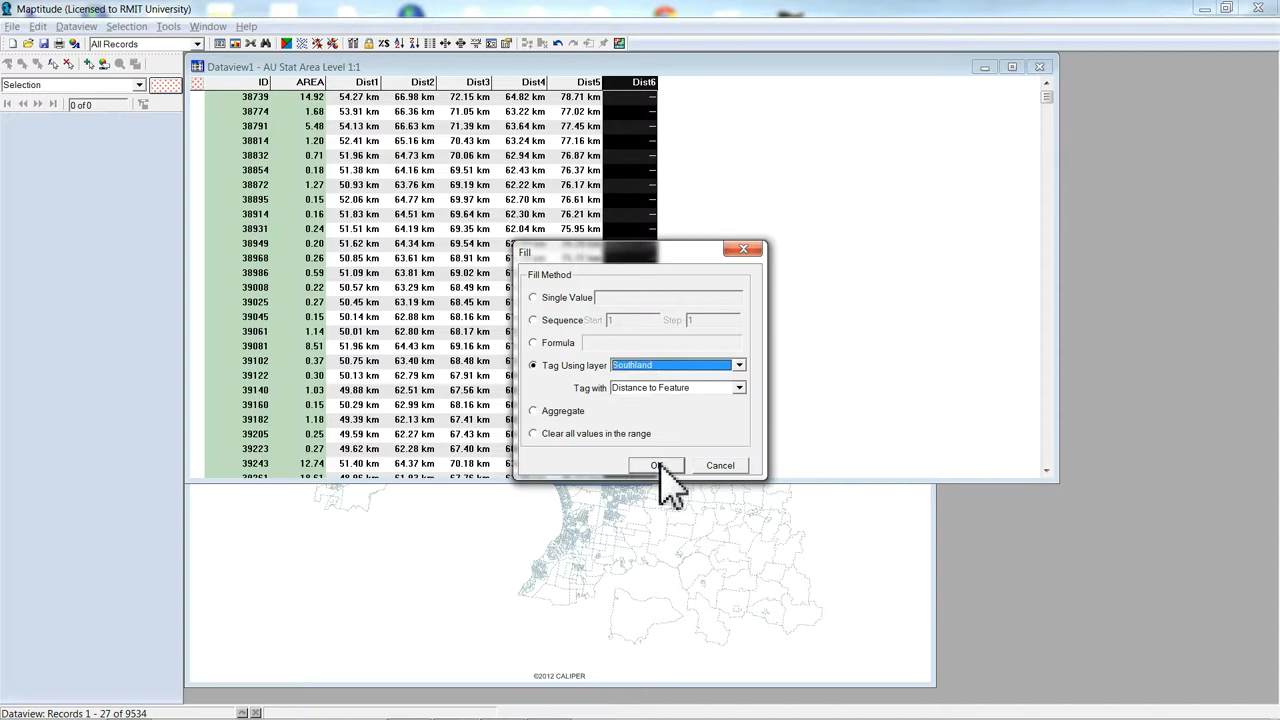 Maptitude (Licensed to RMIT University)
File Edit Dataview Selection Tools Window Help
All Records
Selection
0 of 0
Dataview1 - AU Stat Area Level 1:1
ID AREA Dist1 Dist2 Dist3 Dist4 Dist5 Dist6
38739 14.92 54.27 km 66.98 km 72.15 km 64.82 km 78.71 km --
38774 1.68 53.91 km 66.36 km 71.05 km 63.22 km 77.02 km --
38791 5.48 54.13 km 66.63 km 71.39 km 63.64 km 77.45 km --
38814 1.20 52.41 km 65.16 km 70.43 km 63.24 km 77.16 km --
38832 0.71 51.96 km 64.73 km 70.06 km 62.94 km 76.87 km --
38854 0.18 51.38 km 64.16 km 69.51 km 62.43 km 76.37 km --
38872 1.27 50.93 km 63.76 km 69.19 km 62.22 km 76.17 km --
38895 0.15 52.06 km 64.77 km 69.97 km 62.70 km 76.61 km --
38914 0.16 51.83 km 64.51 km 69.64 km 62.30 km 76.21 km --
38931 0.24 51.51 km 64.19 km 69.35 km 62.04 km 75.95 km --
38949 0.20 51.62 km 64.34 km 69.54 km
38968 0.26 50.85 km 63.61 km 68.91 km
38986 0.59 51.09 km 63.81 km 69.02 km
39008 0.22 50.57 km 63.29 km 68.49 km
39025 0.22 50.45 km 63.19 km 68.45 km
39045 0.15 50.14 km 62.88 km 68.17 km
39061 1.14 50.01 km 62.80 km 68.17 km
39081 8.51 51.96 km 64.43 km 69.16 km
39102 0.37 50.75 km 63.40 km 68.48 km
39122 0.30 50.13 km 62.79 km 67.91 km
39140 1.03 49.88 km 62.51 km 67.56 km
39160 0.15 50.29 km 62.99 km 68.16 km
39182 1.18 49.39 km 62.13 km 67.41 km
39205 0.25 49.59 km 62.27 km 67.43 km
39223 0.27 49.62 km 62.28 km 67.40 km
39243 12.74 51.40 km 64.37 km 70.18 km
Fill
Fill Method
Single Value
Sequence Start 1 Step 1
Formula
Tag Using layer Southland
Tag with Distance to Feature
Aggregate
Clear all values in the range
Cancel
©2012 CALIPER
Dataview: Records 1 - 27 of 9534